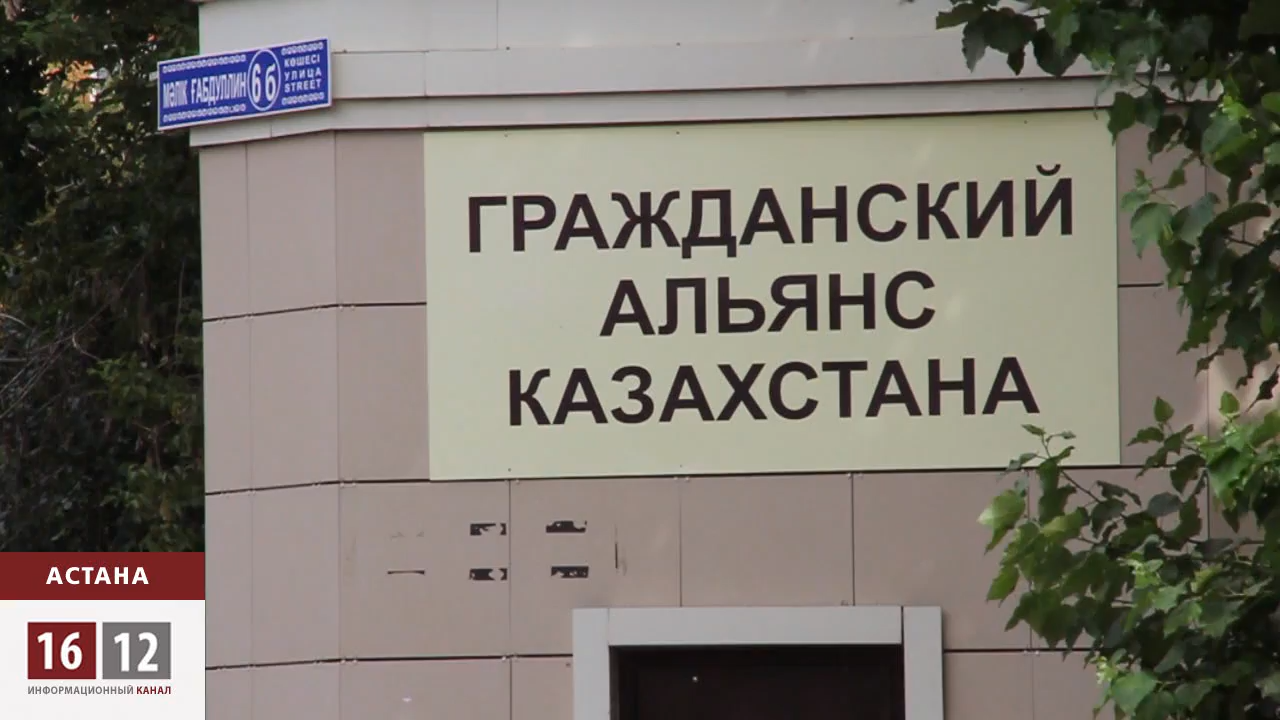 МӘЛІК ҒАБДУЛЛИН 6б КӨШЕСІ
УЛИЦА
STREET
ГРАЖДАНСКИЙ
АЛЬЯНС
КАЗАХСТАНА
АСТАНА
16 12
ИНФОРМАЦИОННЫЙ КАНАЛ